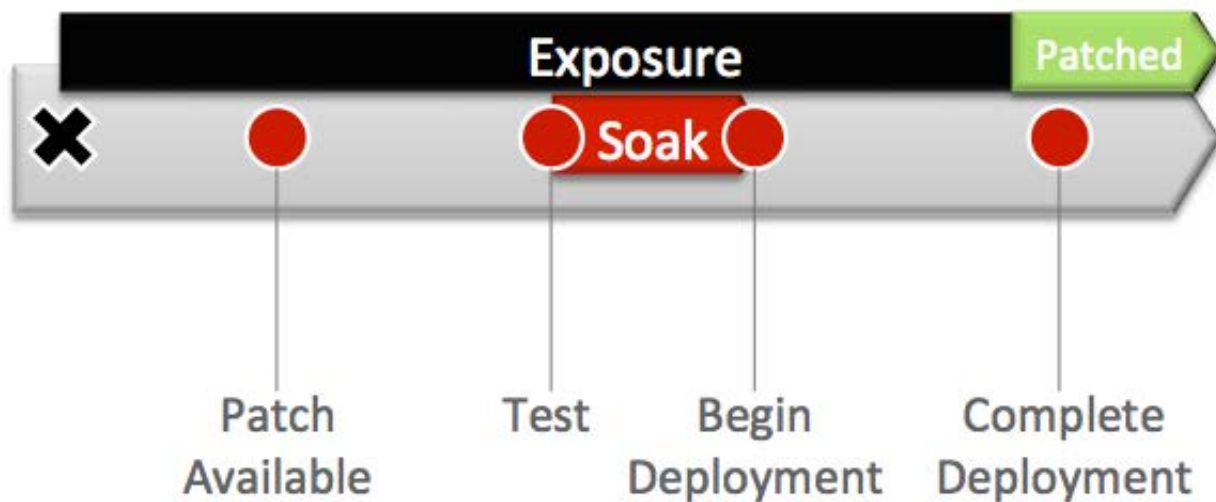 Exposure
Patched
Soak
Patch
Available
Test
Begin
Deployment
Complete
Deployment